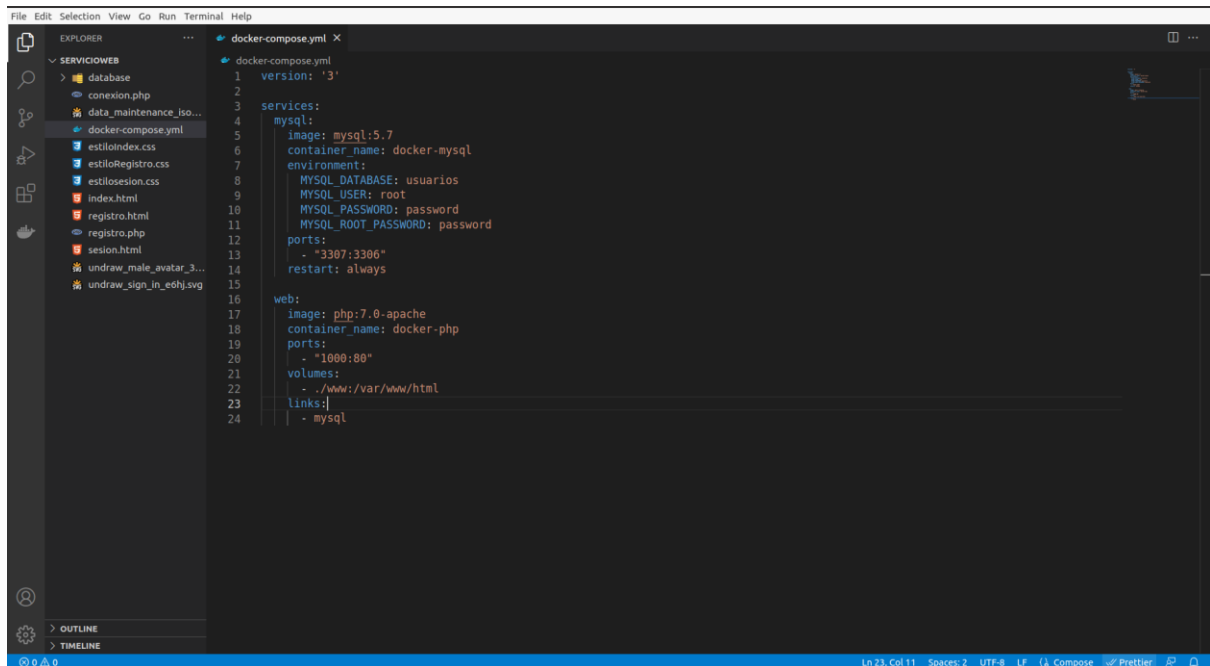 File Edit Selection View Go Run Terminal Help
EXPLORER ...
docker-compose.yml ×
SERVICIOWEB
database
conexion.php
data_maintenance_iso...
docker-compose.yml
estiloIndex.css
estiloRegistro.css
estilosesion.css
index.html
registro.html
registro.php
sesion.html
undraw_male_avatar_3...
undraw_sign_in_e6hj.svg
OUTLINE
TIMELINE
docker-compose.yml
1 version: '3'
2
3 services:
4 mysql:
5 image: mysql:5.7
6 container_name: docker-mysql
7 environment:
8 MYSQL_DATABASE: usuarios
9 MYSQL_USER: root
10 MYSQL_PASSWORD: password
11 MYSQL_ROOT_PASSWORD: password
12 ports:
13 - "3307:3306"
14 restart: always
15
16 web:
17 image: php:7.0-apache
18 container_name: docker-php
19 ports:
20 - "1000:80"
21 volumes:
22 - ./www:/var/www/html
23 links:
24 - mysql
0 0 Ln 23, Col 11 Spaces: 2 UTF-8 LF Compose Prettier